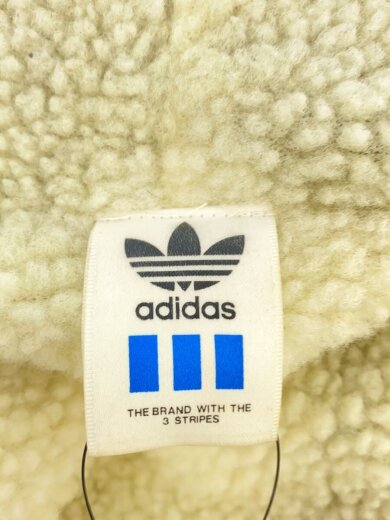 adidas
THE BRAND WITH THE
3 STRIPES